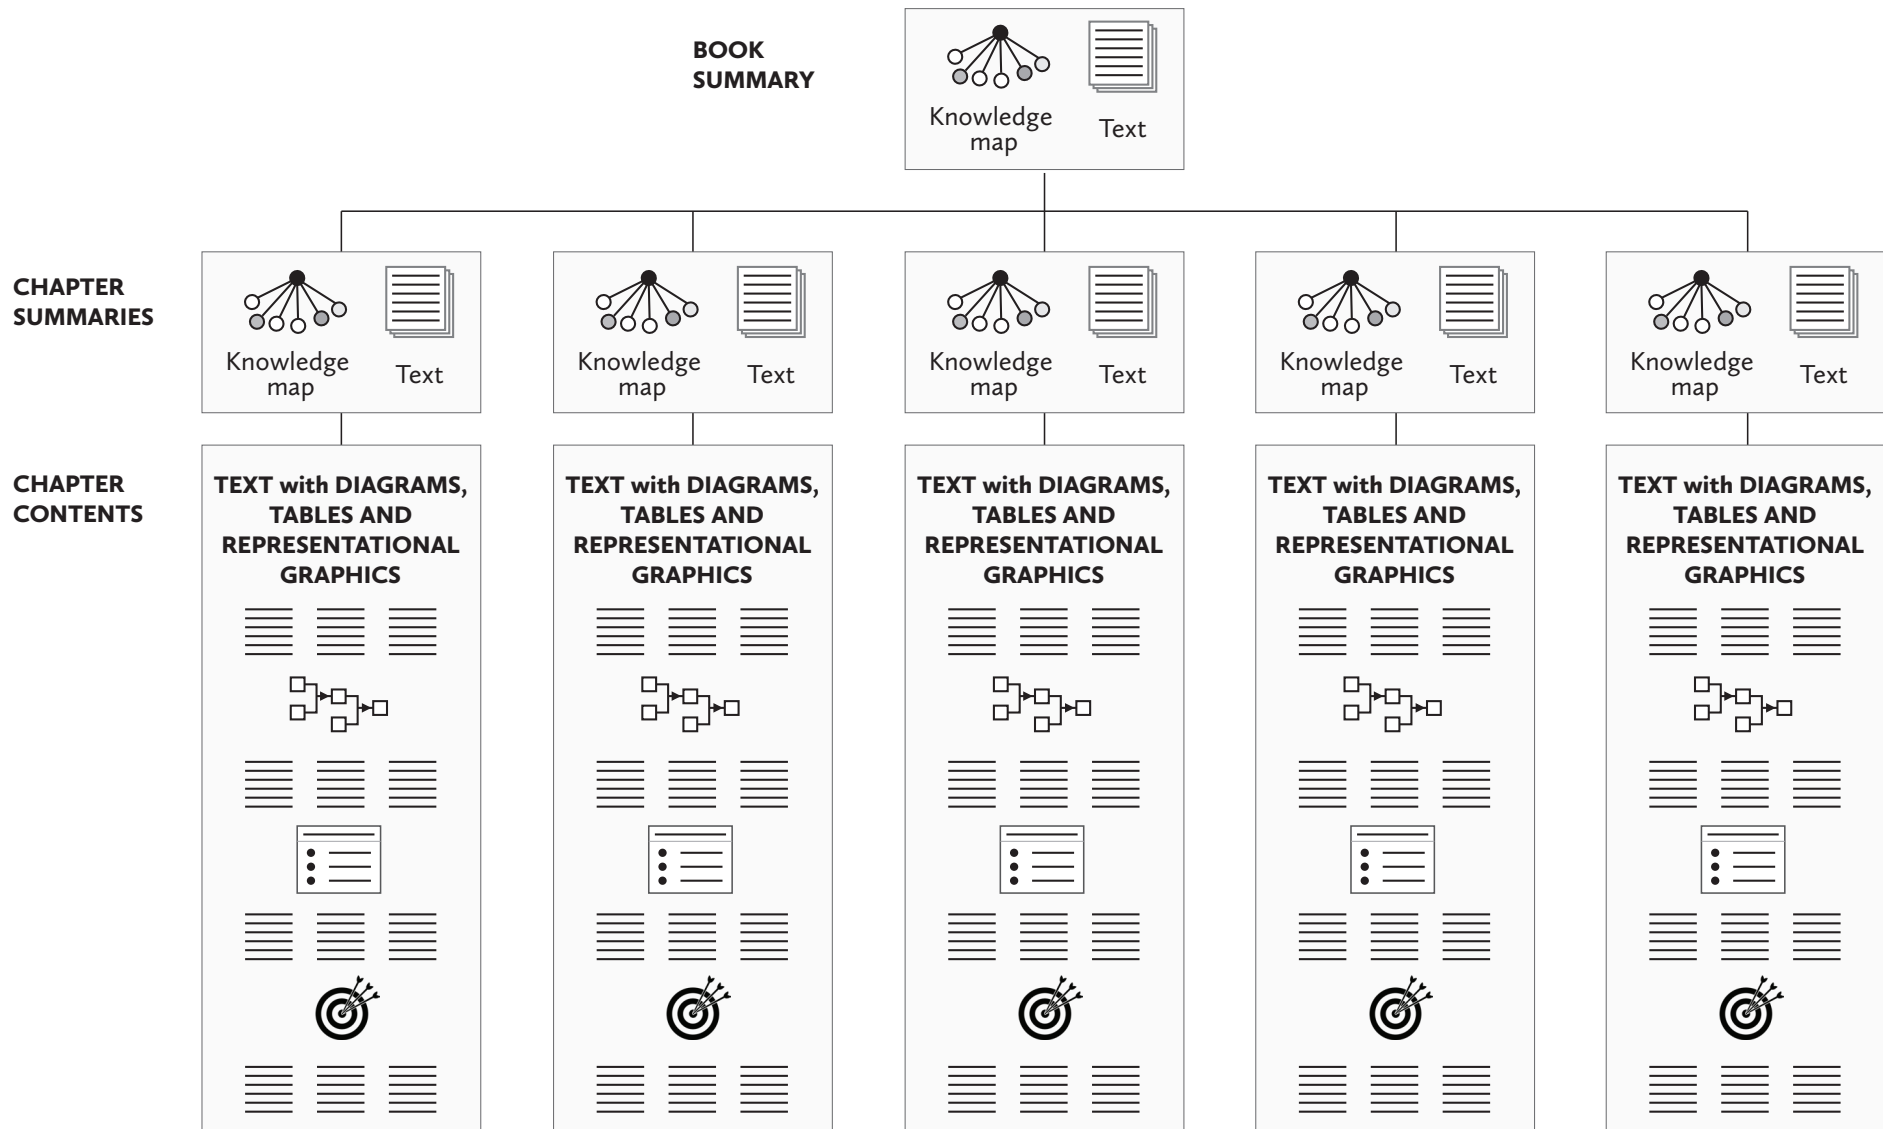 BOOK
SUMMARY
Knowledge
map
Text
CHAPTER
SUMMARIES
Knowledge
map
Text
Knowledge
map
Text
Knowledge
map
Text
Knowledge
map
Text
Knowledge
map
Text
CHAPTER
CONTENTS
TEXT with DIAGRAMS,
TABLES AND
REPRESENTATIONAL
GRAPHICS
TEXT with DIAGRAMS,
TABLES AND
REPRESENTATIONAL
GRAPHICS
TEXT with DIAGRAMS,
TABLES AND
REPRESENTATIONAL
GRAPHICS
TEXT with DIAGRAMS,
TABLES AND
REPRESENTATIONAL
GRAPHICS
TEXT with DIAGRAMS,
TABLES AND
REPRESENTATIONAL
GRAPHICS